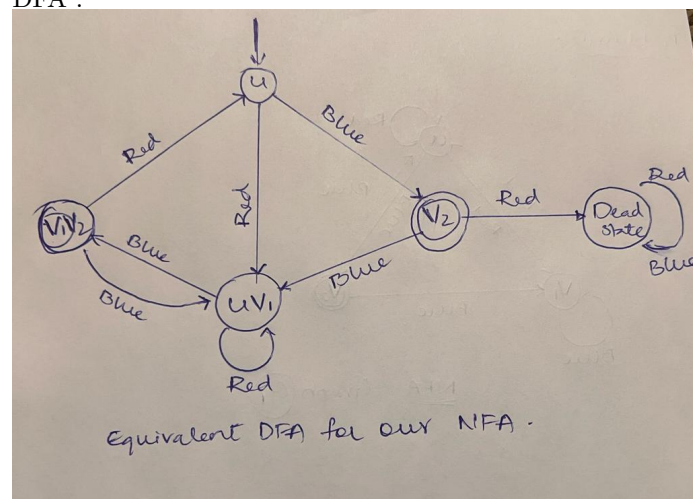 DFA :
u
Red
Blue
Red
V1V2
V2
Red
Dead
state
Red
Blue
Blue
Blue
Blue
uV1
Red
Equivalent DFA for our NFA.